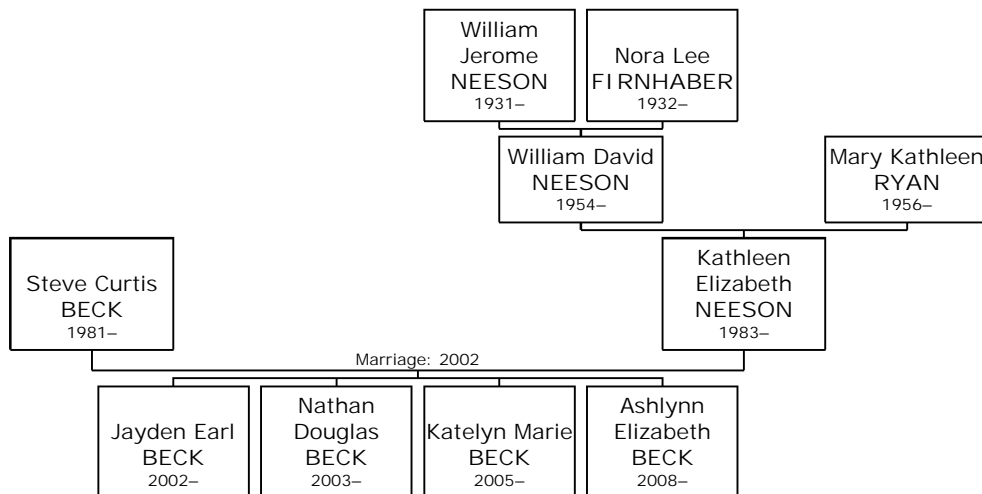 William
Jerome
NEESON
1931–
Nora Lee
FIRNHABER
1932–
William David
NEESON
1954–
Mary Kathleen
RYAN
1956–
Steve Curtis
BECK
1981–
Kathleen
Elizabeth
NEESON
1983–
Marriage: 2002
Jayden Earl
BECK
2002–
Nathan
Douglas
BECK
2003–
Katelyn Marie
BECK
2005–
Ashlynn
Elizabeth
BECK
2008–